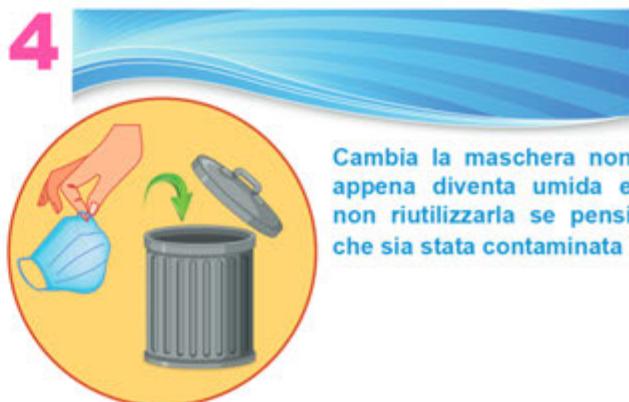 4
Cambia la maschera non
appena diventa umida e
non riutilizzarla se pensi
che sia stata contaminata